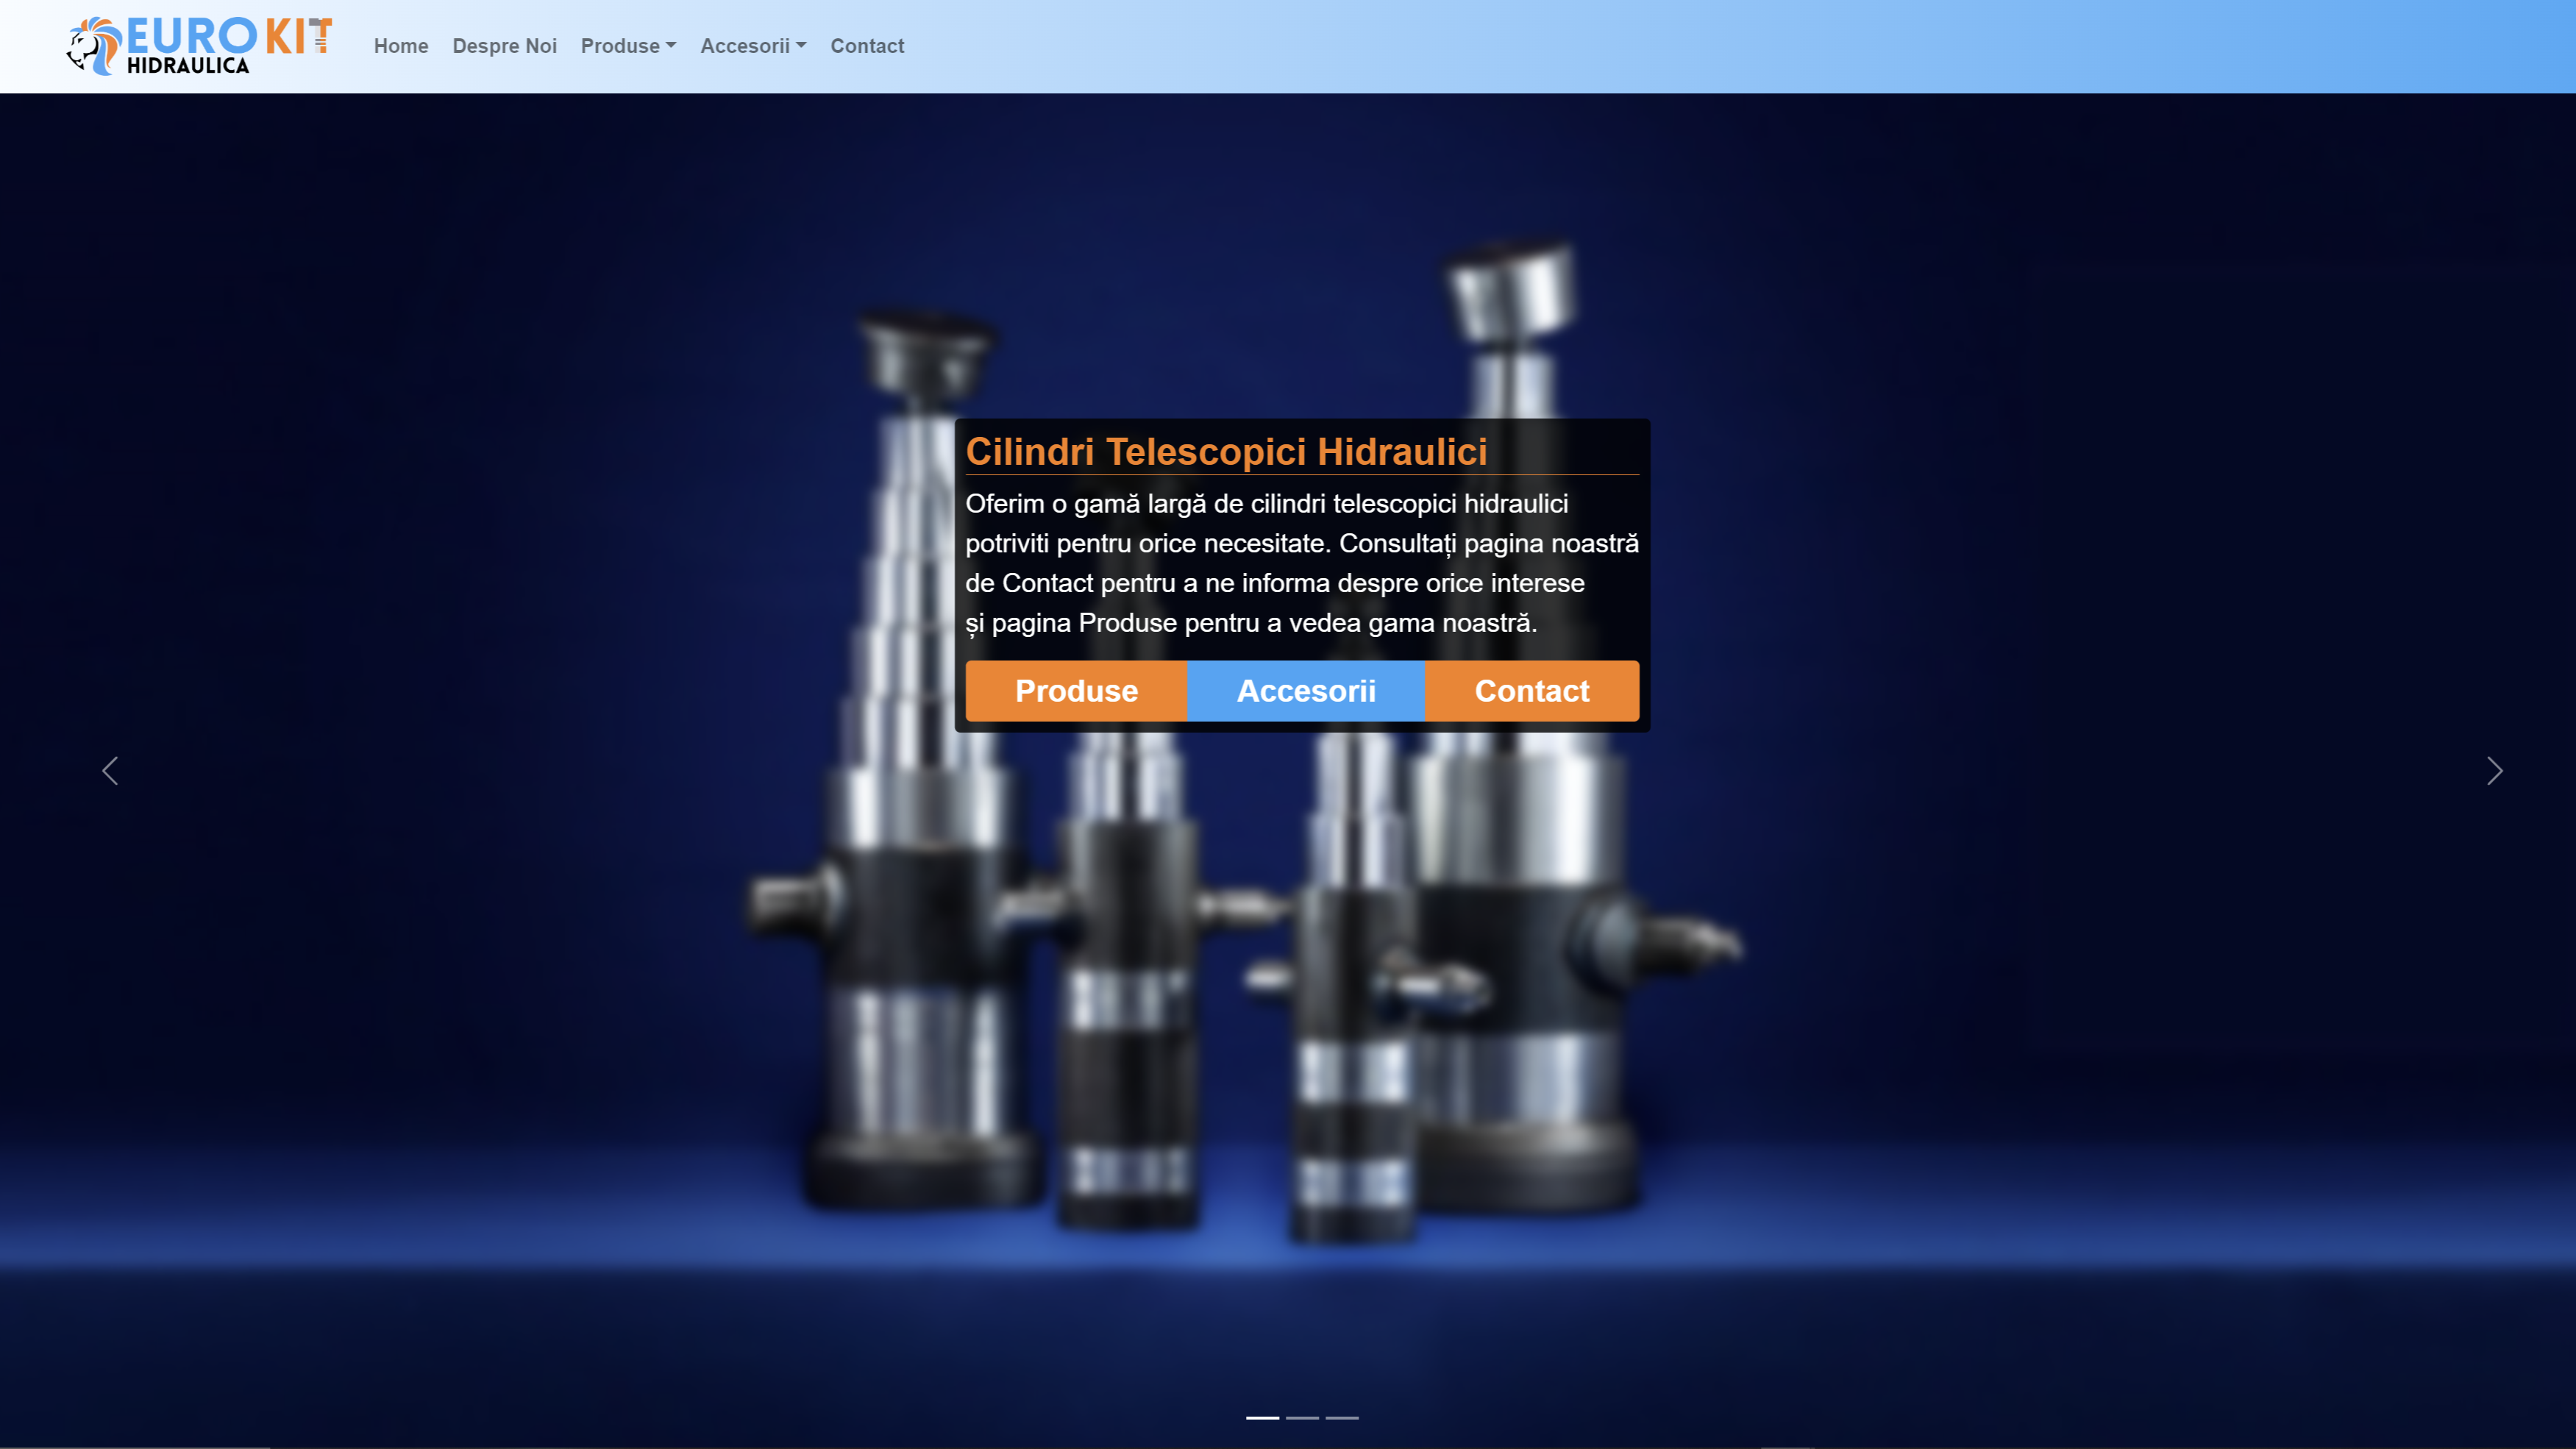 EURO KIT
HIDRAULICA
Home Despre Noi Produse Accesorii Contact
Cilindri Telescopici Hidraulici
Oferim o gamă largă de cilindri telescopici hidraulici
potriviti pentru orice necesitate. Consultați pagina noastră
de Contact pentru a ne informa despre orice interese
și pagina Produse pentru a vedea gama noastră.
Produse Accesorii Contact